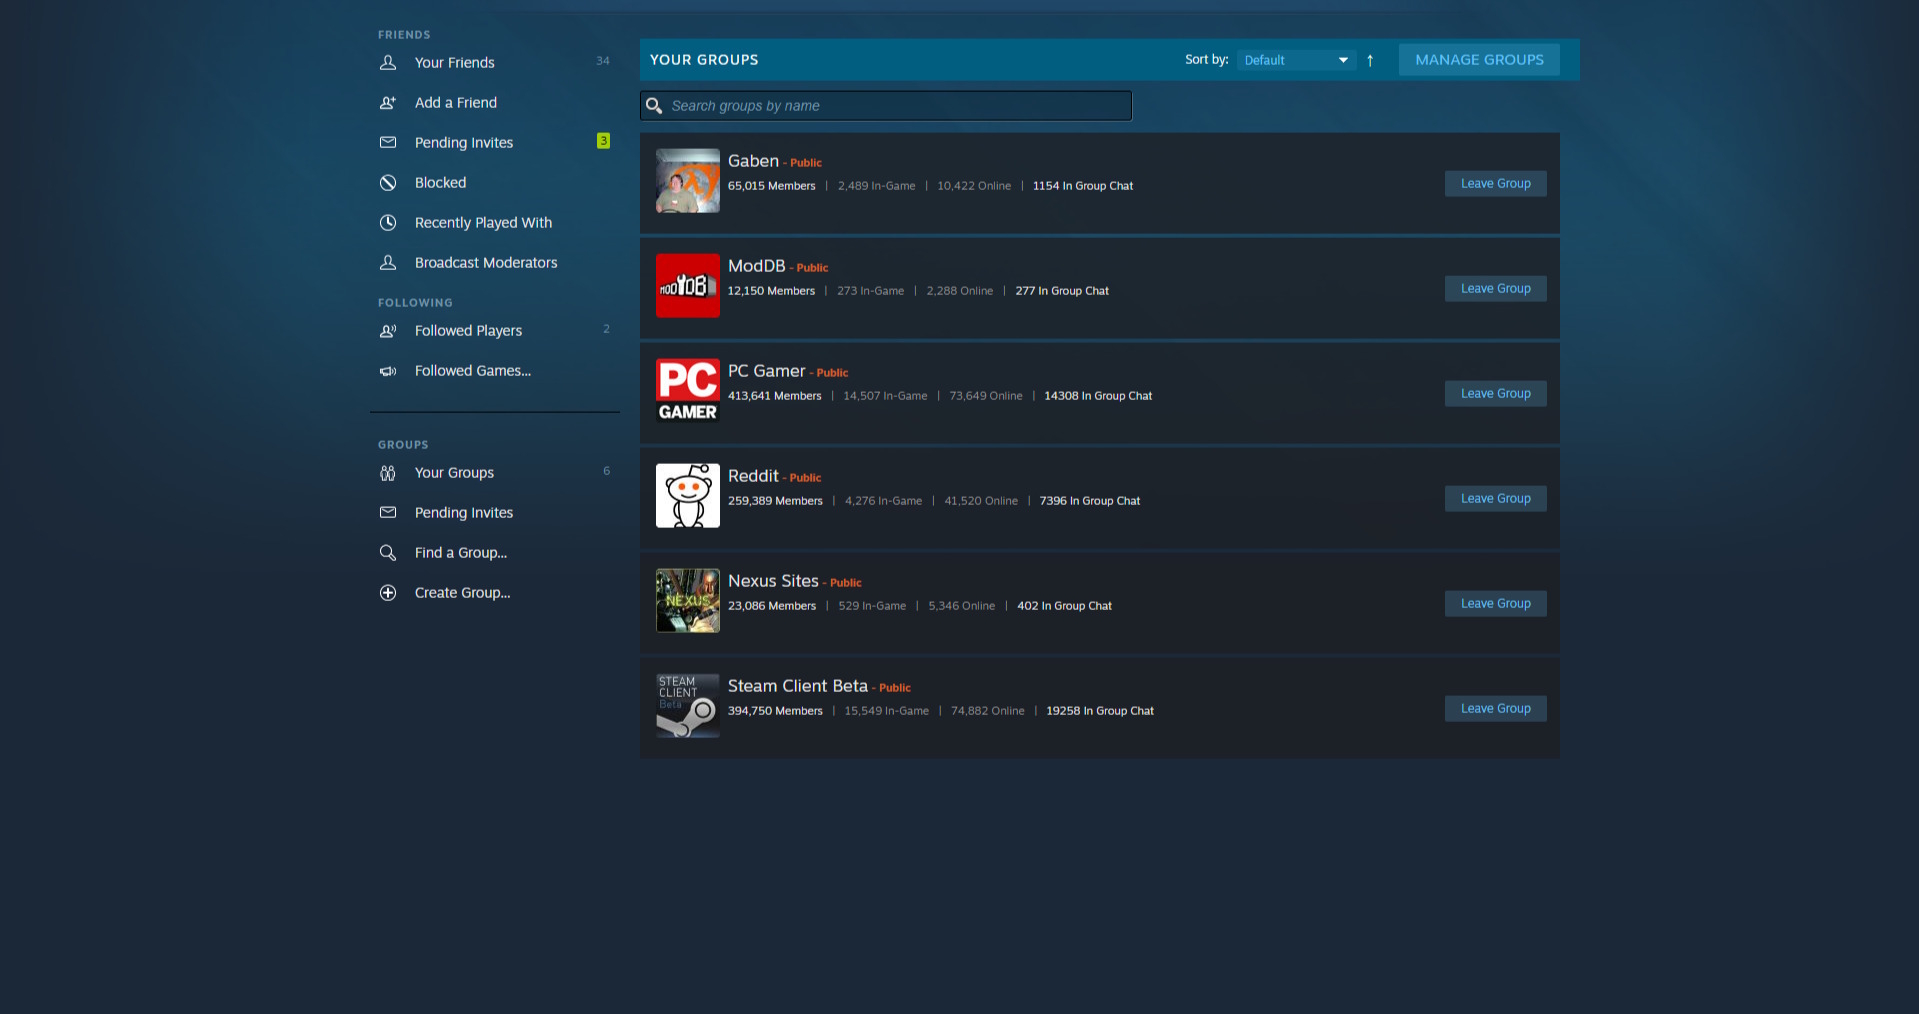 FRIENDS
Your Friends 34
Add a Friend
Pending Invites 3
Blocked
Recently Played With
Broadcast Moderators
FOLLOWING
Followed Players 2
Followed Games...
GROUPS
Your Groups 6
Pending Invites
Find a Group...
Create Group...
YOUR GROUPS Sort by: Default ↑ MANAGE GROUPS
Search groups by name
Gaben - Public
65,015 Members | 2,489 In-Game | 10,422 Online | 1154 In Group Chat
Leave Group
MODDB
ModDB - Public
12,150 Members | 273 In-Game | 2,288 Online | 277 In Group Chat
Leave Group
PC
GAMER
PC Gamer - Public
413,641 Members | 14,507 In-Game | 73,649 Online | 14308 In Group Chat
Leave Group
Reddit - Public
259,389 Members | 4,276 In-Game | 41,520 Online | 7396 In Group Chat
Leave Group
NEXUS
Nexus Sites - Public
23,086 Members | 529 In-Game | 5,346 Online | 402 In Group Chat
Leave Group
STEAM
CLIENT
Beta
Steam Client Beta - Public
394,750 Members | 15,549 In-Game | 74,882 Online | 19258 In Group Chat
Leave Group